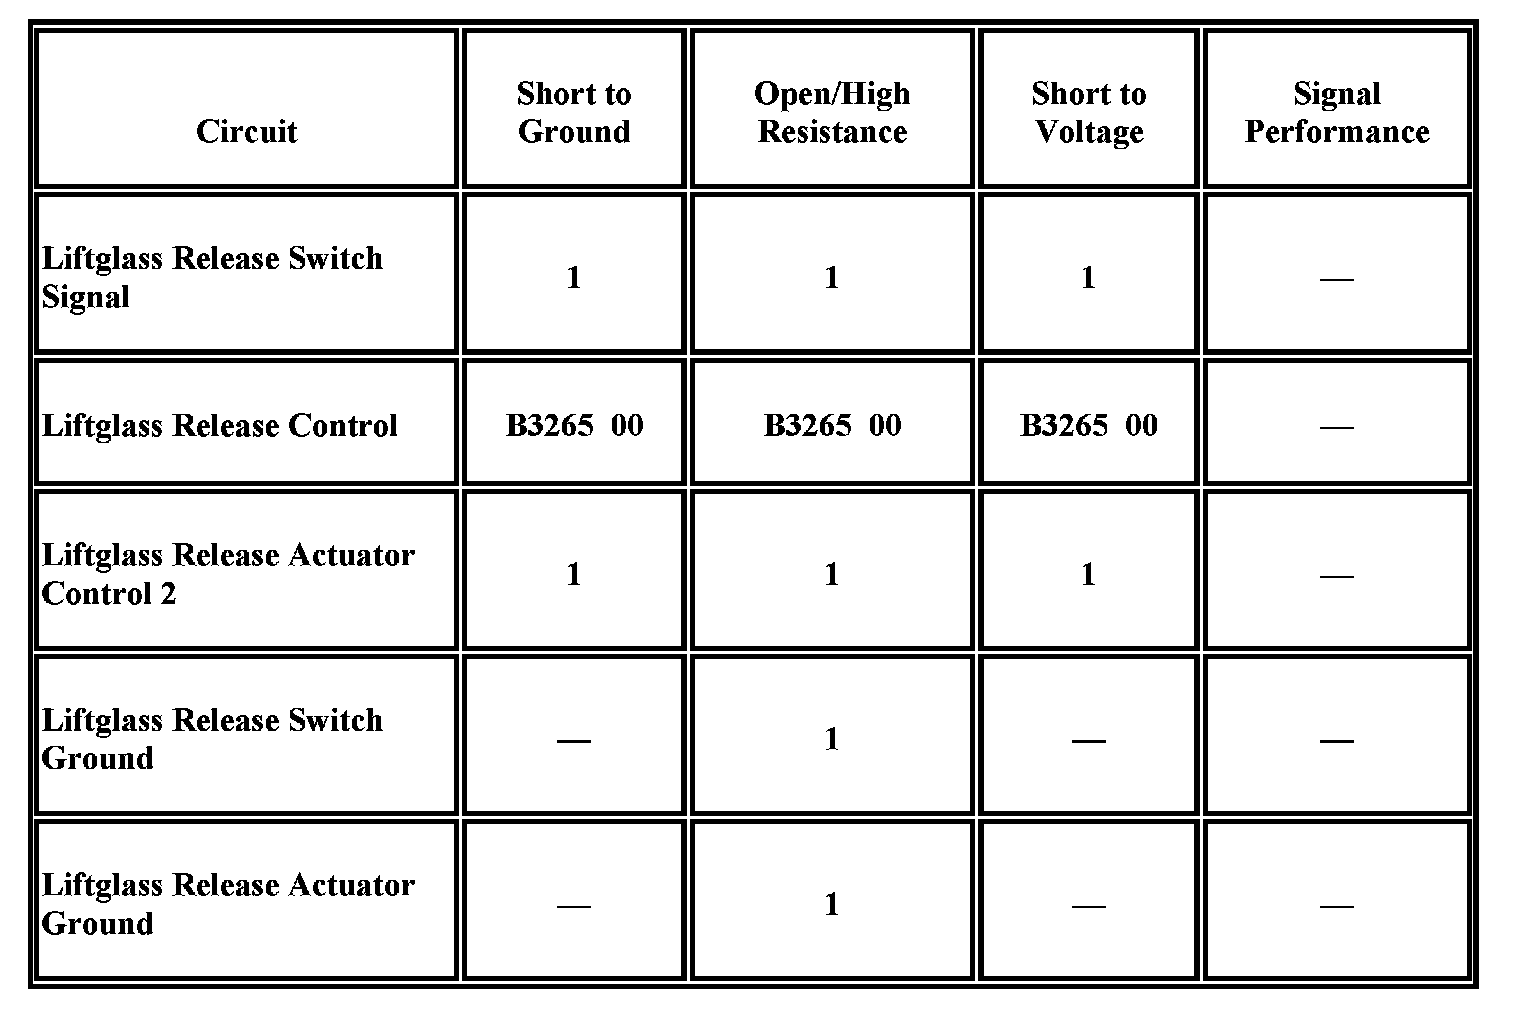 Circuit
Short to
Ground
Open/High
Resistance
Short to
Voltage
Signal
Performance
Liftglass Release Switch
Signal
1
1
1
—
Liftglass Release Control
B3265 00
B3265 00
B3265 00
—
Liftglass Release Actuator
Control 2
1
1
1
—
Liftglass Release Switch
Ground
—
1
—
—
Liftglass Release Actuator
Ground
—
1
—
—